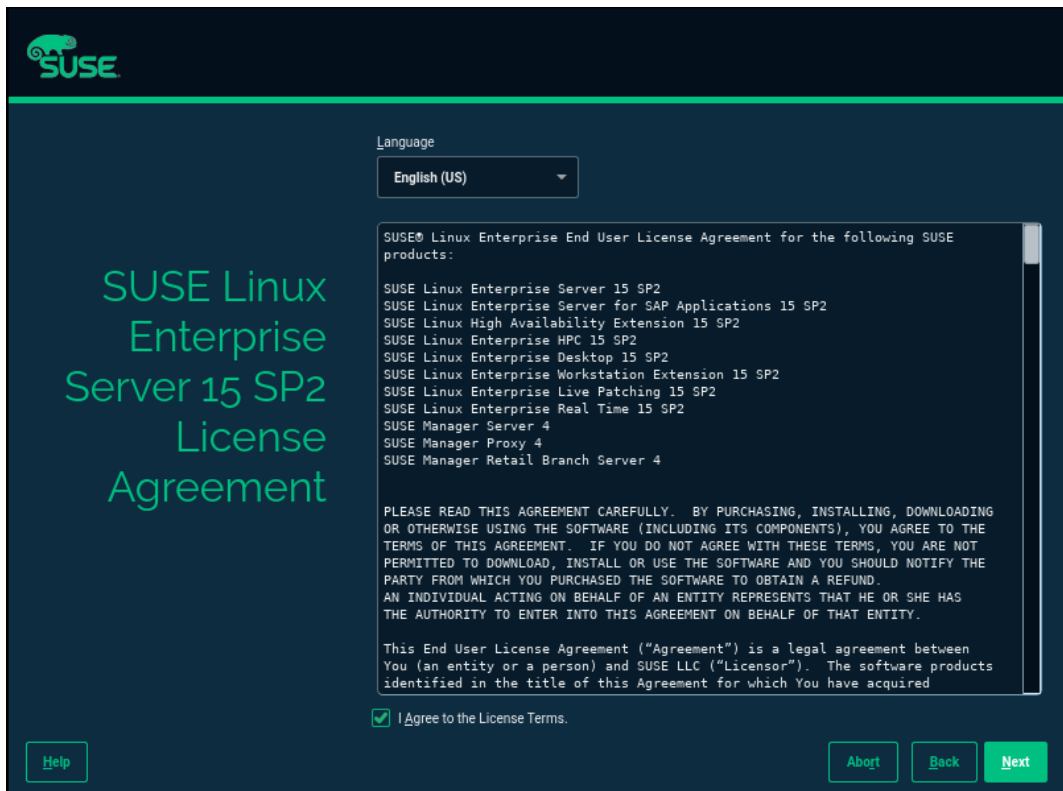 SUSE
Language
English (US)
SUSE Linux
Enterprise
Server 15 SP2
License
Agreement
SUSE® Linux Enterprise End User License Agreement for the following SUSE
products:
SUSE Linux Enterprise Server 15 SP2
SUSE Linux Enterprise Server for SAP Applications 15 SP2
SUSE Linux High Availability Extension 15 SP2
SUSE Linux Enterprise HPC 15 SP2
SUSE Linux Enterprise Desktop 15 SP2
SUSE Linux Enterprise Workstation Extension 15 SP2
SUSE Linux Enterprise Live Patching 15 SP2
SUSE Linux Enterprise Real Time 15 SP2
SUSE Manager Server 4
SUSE Manager Proxy 4
SUSE Manager Retail Branch Server 4
PLEASE READ THIS AGREEMENT CAREFULLY.  BY PURCHASING, INSTALLING, DOWNLOADING
OR OTHERWISE USING THE SOFTWARE (INCLUDING ITS COMPONENTS), YOU AGREE TO THE
TERMS OF THIS AGREEMENT.  IF YOU DO NOT AGREE WITH THESE TERMS, YOU ARE NOT
PERMITTED TO DOWNLOAD, INSTALL OR USE THE SOFTWARE AND YOU SHOULD NOTIFY THE
PARTY FROM WHICH YOU PURCHASED THE SOFTWARE TO OBTAIN A REFUND.
AN INDIVIDUAL ACTING ON BEHALF OF AN ENTITY REPRESENTS THAT HE OR SHE HAS
THE AUTHORITY TO ENTER INTO THIS AGREEMENT ON BEHALF OF THAT ENTITY.
This End User License Agreement (“Agreement”) is a legal agreement between
You (an entity or a person) and SUSE LLC (“Licensor”).  The software products
identified in the title of this Agreement for which You have acquired
I Agree to the License Terms.
Help
Abort
Back
Next